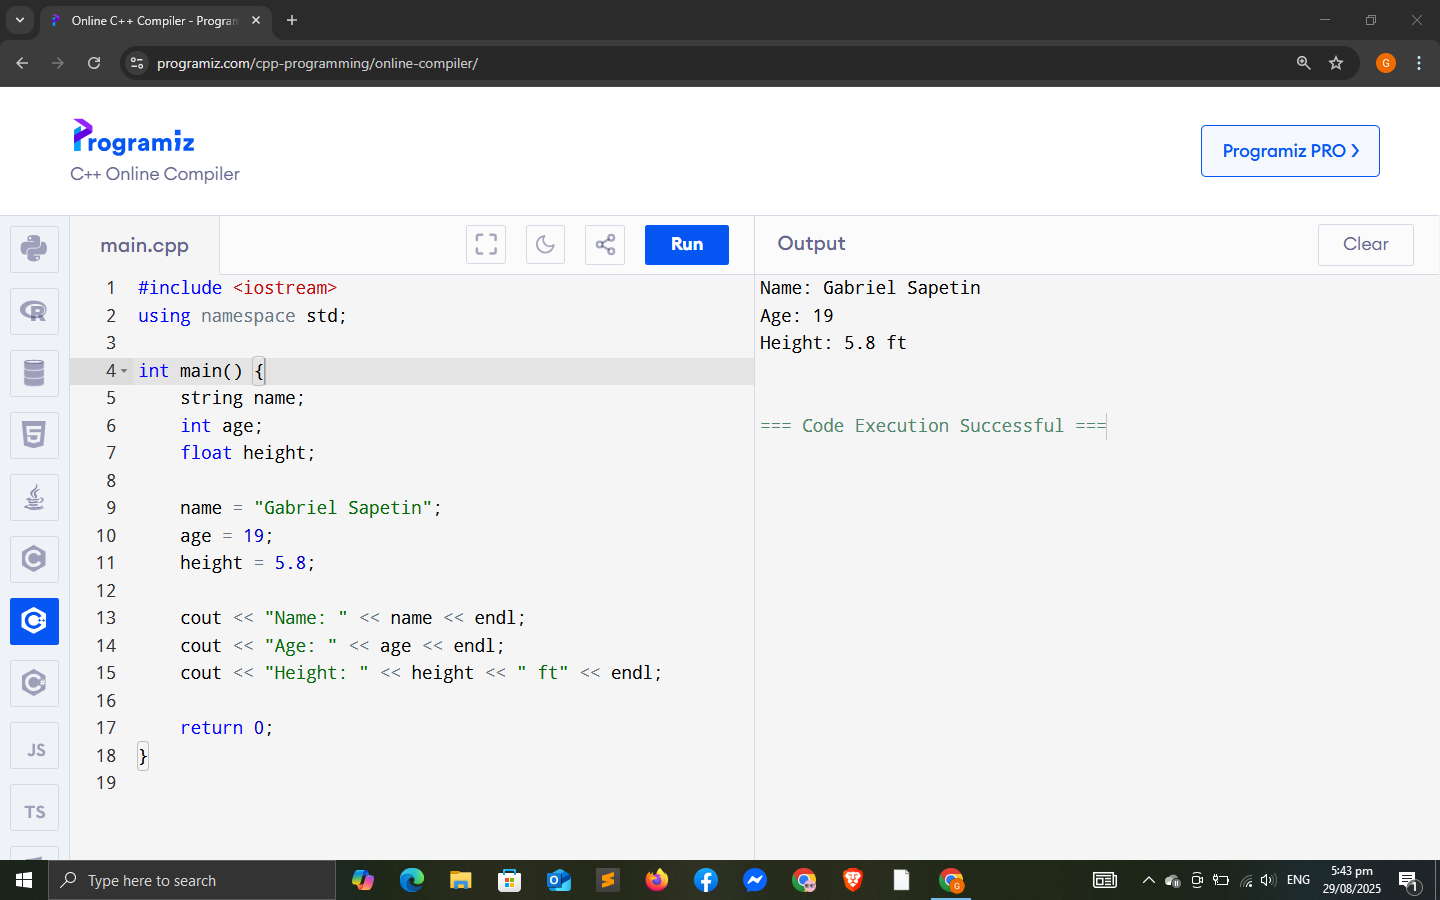 Online C++ Compiler - Program
programiz.com/cpp-programming/online-compiler/
G
Programiz
C++ Online Compiler
Programiz PRO
main.cpp
Run
Output
Clear
1 #include <iostream>
2 using namespace std;
3
4 int main() {
5     string name;
6     int age;
7     float height;
8
9     name = "Gabriel Sapetin";
10     age = 19;
11     height = 5.8;
12
13     cout << "Name: " << name << endl;
14     cout << "Age: " << age << endl;
15     cout << "Height: " << height << " ft" << endl;
16
17     return 0;
18 }
19
Name: Gabriel Sapetin
Age: 19
Height: 5.8 ft
=== Code Execution Successful ===
JS
TS
Type here to search
ENG
5:43 pm
29/08/2025
1